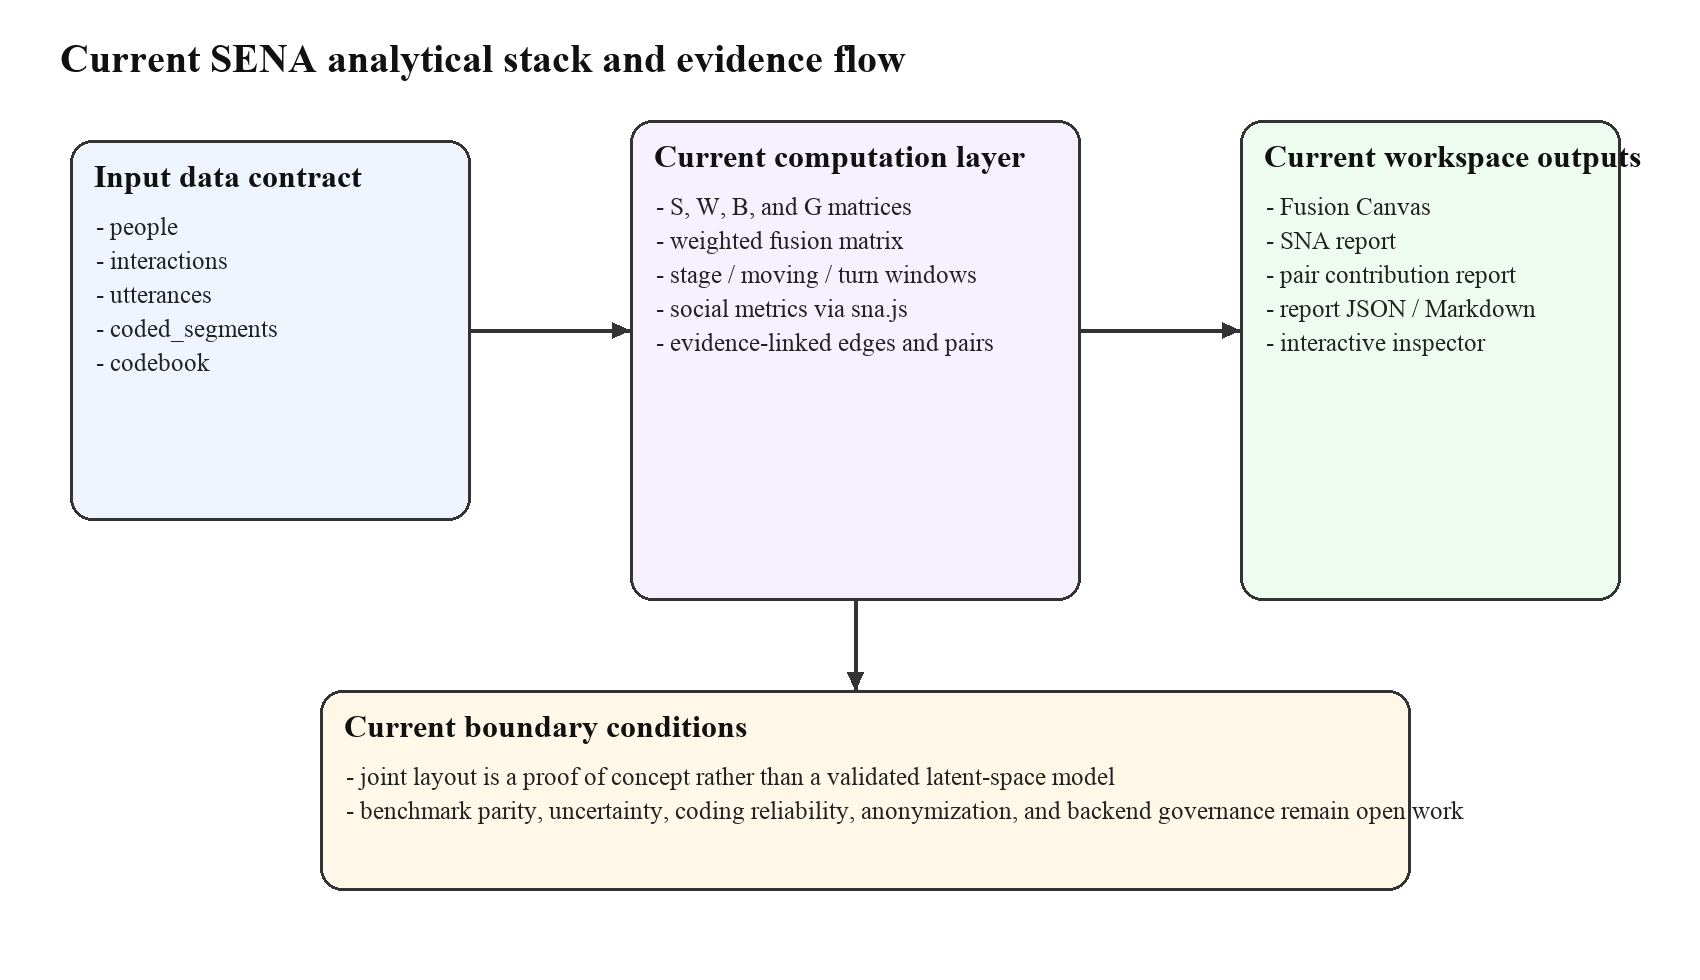 Current SENA analytical stack and evidence flow
Input data contract
- people
- interactions
- utterances
- coded_segments
- codebook
Current computation layer
- S, W, B, and G matrices
- weighted fusion matrix
- stage / moving / turn windows
- social metrics via sna.js
- evidence-linked edges and pairs
Current workspace outputs
- Fusion Canvas
- SNA report
- pair contribution report
- report JSON / Markdown
- interactive inspector
Current boundary conditions
- joint layout is a proof of concept rather than a validated latent-space model
- benchmark parity, uncertainty, coding reliability, anonymization, and backend governance remain open work